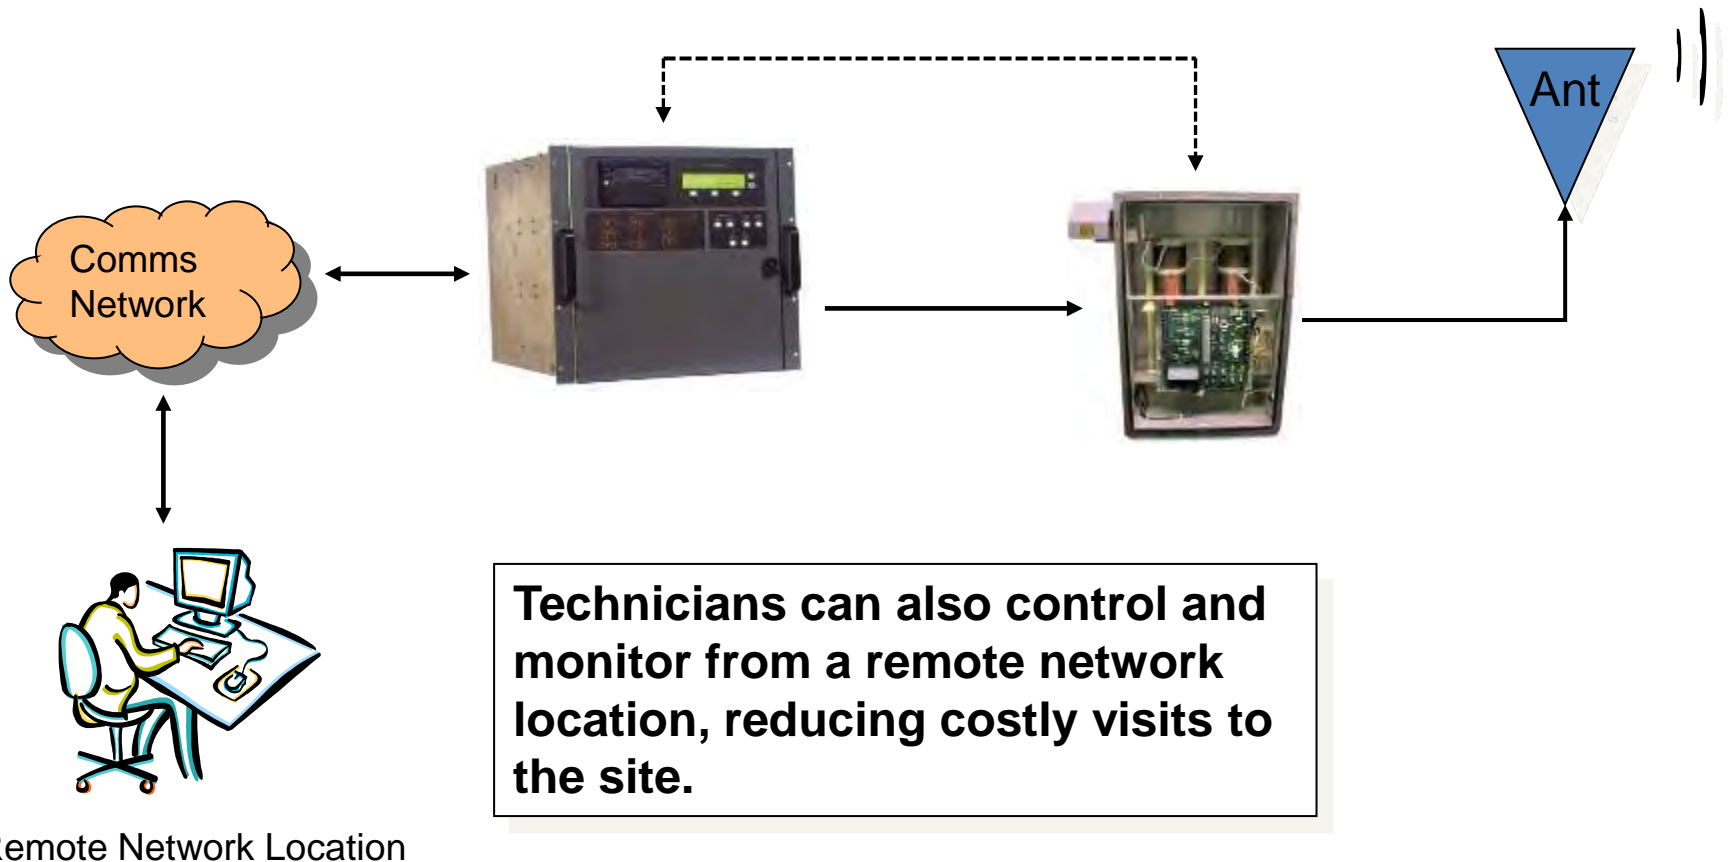 Ant
Comms
Network
Technicians can also control and
monitor from a remote network
location, reducing costly visits to
the site.
emote Network Location